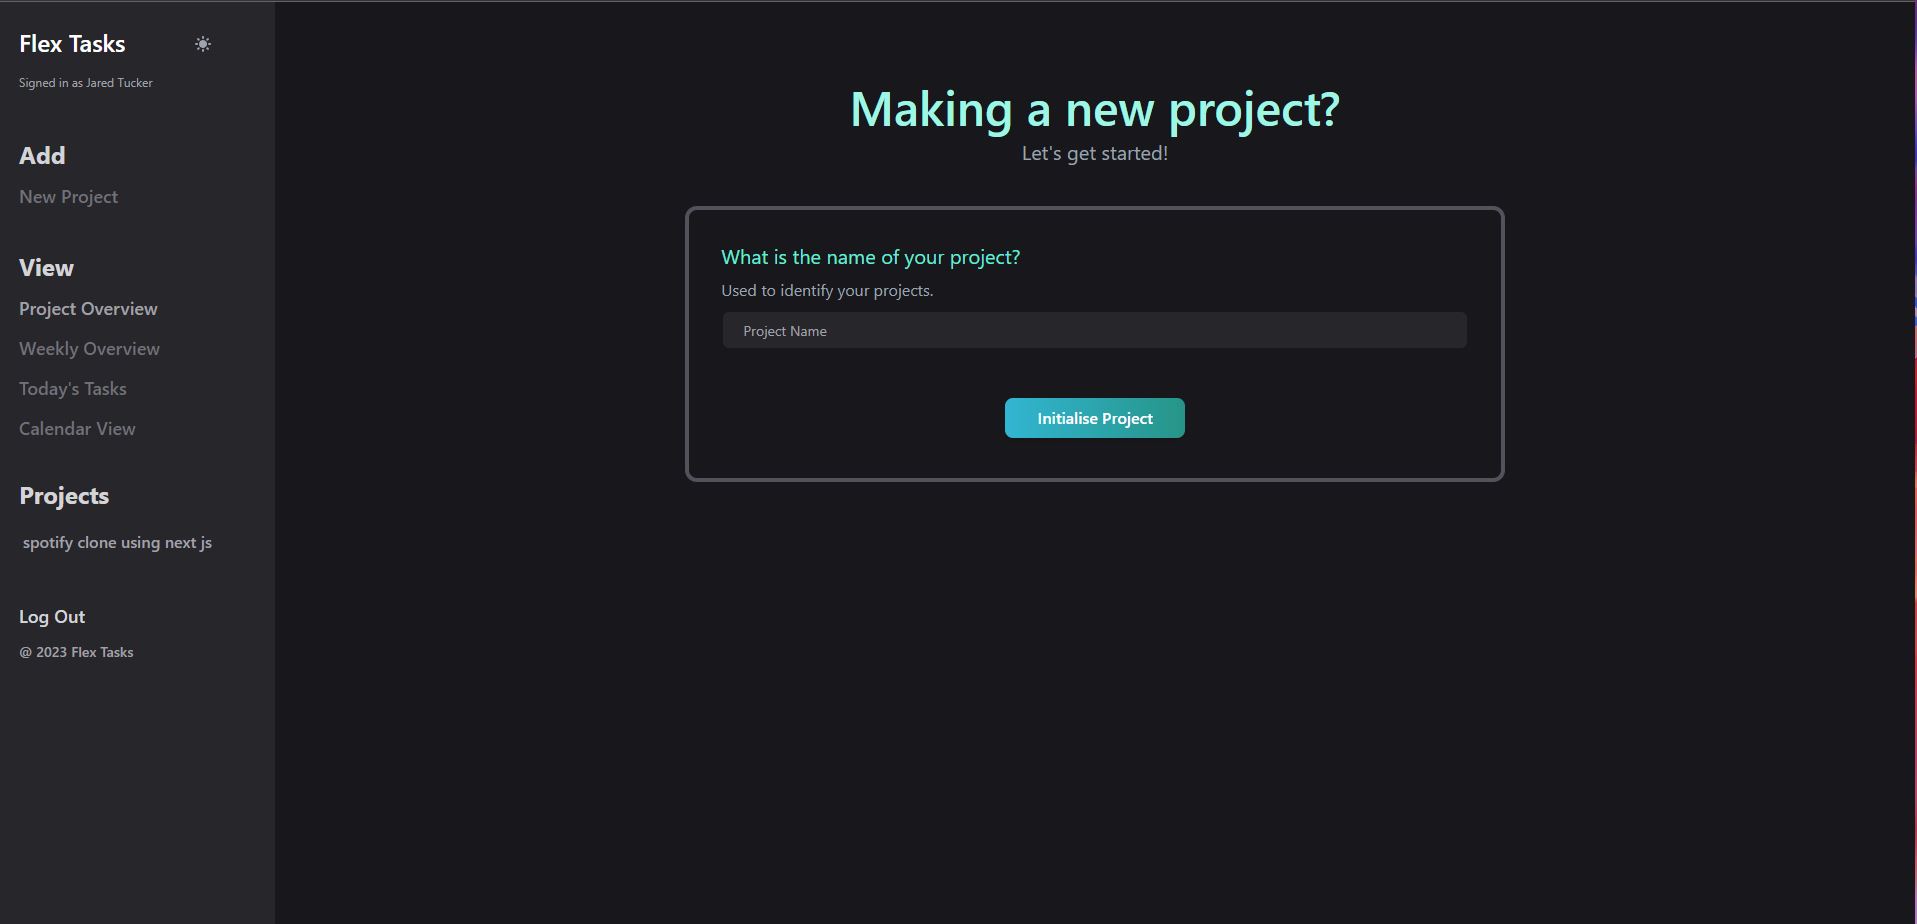 Flex Tasks
Signed in as Jared Tucker
Add
New Project
View
Project Overview
Weekly Overview
Today's Tasks
Calendar View
Projects
spotify clone using next js
Log Out
@ 2023 Flex Tasks
Making a new project?
Let's get started!
What is the name of your project?
Used to identify your projects.
Project Name
Initialise Project